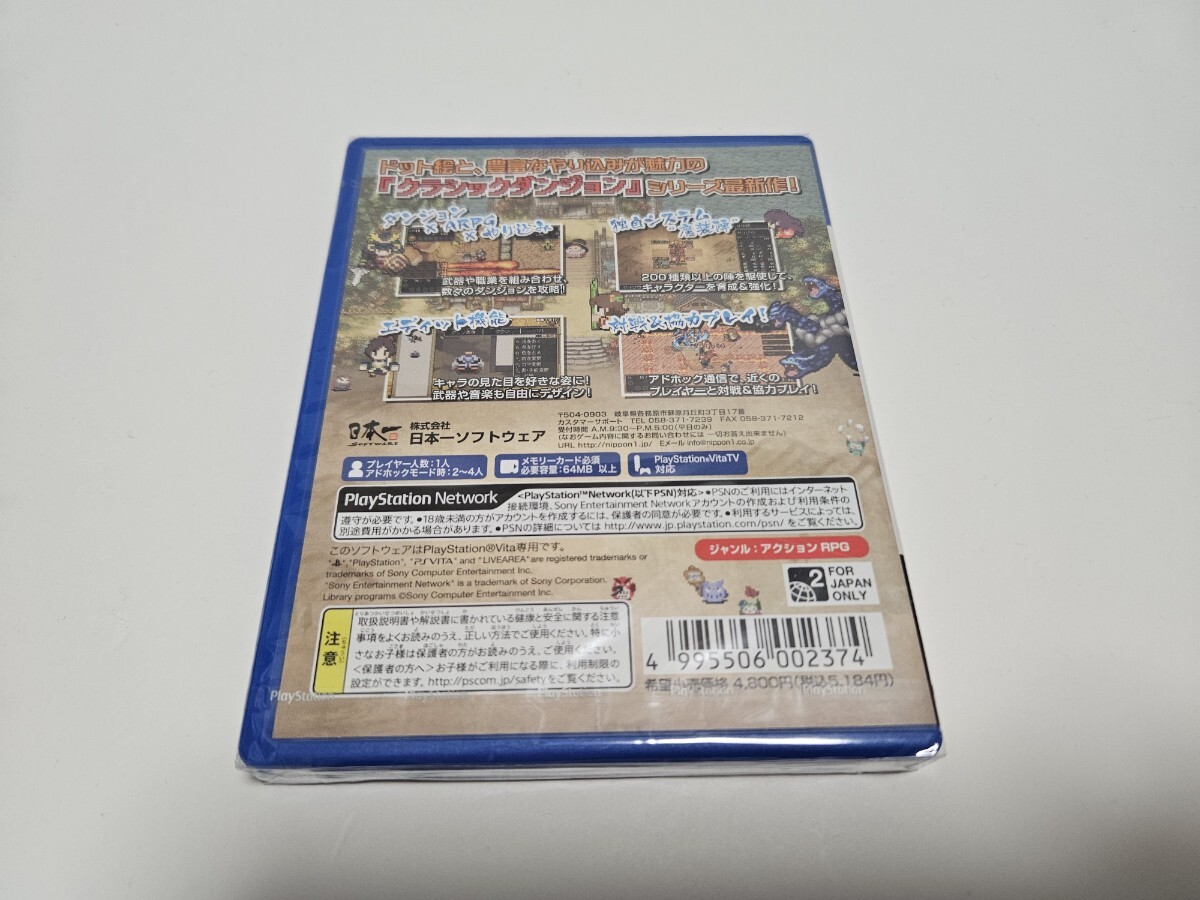 ドット絵と、豊富なやり込みが魅力の
『クラシックダンジョン』シリーズ最新作!
ダンジョン
×ARPG
×やり込み
武器や職業を組み合わせ、
数々のダンジョンを攻略!
独自システム
"魔装陣"
200種類以上の陣を駆使して、
キャラクターを育成&強化!
エディット機能
キャラの見た目を好きな姿に!
武器や音楽も自由にデザイン!
対戦&協力プレイ!
アドホック通信で、近くの
プレイヤーと対戦&協力プレイ!
日本一
SOFTWARE
株式会社
日本一ソフトウェア
〒504-0903 岐阜県各務原市蘇原月丘町3丁目17番
カスタマーサポート TEL 058-371-7239 FAX 058-371-7212
受付時間 A.M.9:30~P.M.5:00(平日のみ)
(なおゲーム内容に関するお問い合わせには一切お答え出来ません)
URL http://nippon1.jp/ Eメール info@nippon1.jp
プレイヤー人数:1人
アドホックモード時:2~4人
メモリーカード必須
必要容量:64MB 以上
PlayStation®VitaTV
対応
PlayStation Network
<PlayStation™Network(以下PSN)対応>●PSNのご利用にはインターネット
接続環境、Sony Entertainment Networkアカウントの作成および利用条件の
遵守が必要です。●18歳未満の方がアカウントを作成するには、保護者の同意が必要です。●利用するサービスによっては、
別途費用がかかる場合があります。●PSNの詳細については http://www.jp.playstation.com/psn/ をご覧ください。
このソフトウェアはPlayStation®Vita専用です。
ジャンル:アクションRPG
"PlayStation", "PSVITA" and "LIVEAREA" are registered trademarks or
trademarks of Sony Computer Entertainment Inc.
"Sony Entertainment Network" is a trademark of Sony Corporation.
Library programs ©Sony Computer Entertainment Inc.
2
FOR
JAPAN
ONLY
注意
ちゅうい
取扱説明書や解説書に書かれている健康と安全に関する注意
事項をよくお読みのうえ、正しい方法でご使用ください。特に小
さなお子様は保護者の方がお読みのうえ、ご使用ください。
<保護者の方へ>お子様がご利用になる際に、利用制限の
設定ができます。http://pscom.jp/safetyをご覧ください。
4 995506 002374
希望小売価格 4,800円(税込5,184円)
PlayStation
PlayStation
PlayStation
PlayStation